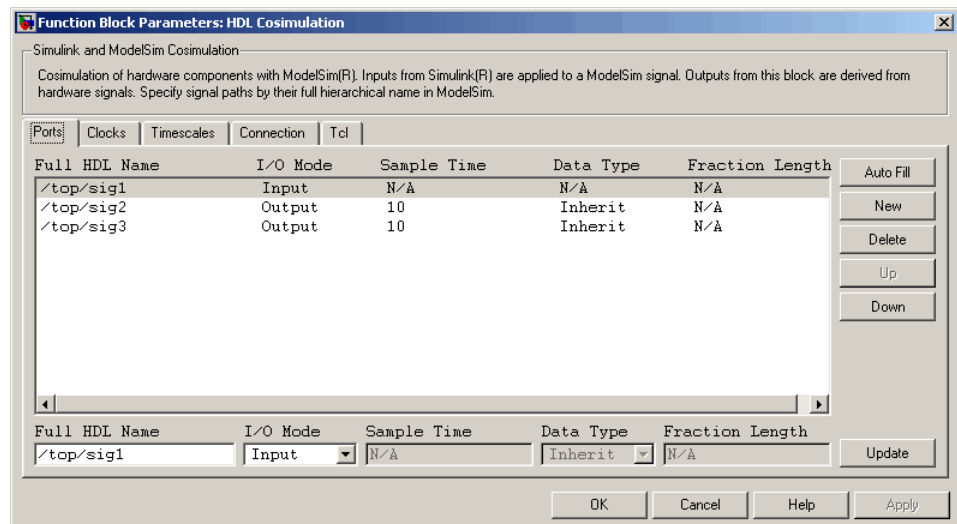 Function Block Parameters: HDL Cosimulation
Simulink and ModelSim Cosimulation
Cosimulation of hardware components with ModelSim(R). Inputs from Simulink(R) are applied to a ModelSim signal. Outputs from this block are derived from
hardware signals. Specify signal paths by their full hierarchical name in ModelSim.
Ports Clocks Timescales Connection Tcl
Full HDL Name I/O Mode Sample Time Data Type Fraction Length Auto Fill
/top/sig1 Input N/A N/A N/A
/top/sig2 Output 10 Inherit N/A New
/top/sig3 Output 10 Inherit N/A
Delete
Up
Down
Full HDL Name I/O Mode Sample Time Data Type Fraction Length
/top/sig1 Input N/A Inherit N/A Update
OK Cancel Help Apply